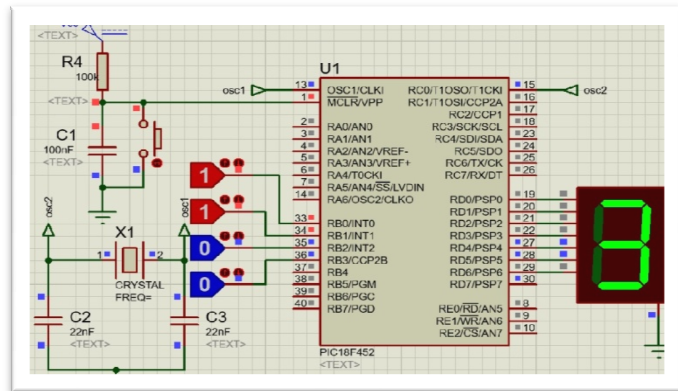 <TEXT>
R4
100k
<TEXT>
C1
100nF
<TEXT>
osc2
osc1
X1
1
2
CRYSTAL
FREQ=
C2
22nF
<TEXT>
C3
22nF
<TEXT>
1
1
0
0
osc1
osc2
U1
13 OSC1/CLKI RC0/T1OSO/T1CKI 15
1 MCLR/VPP RC1/T1OSI/CCP2A 16
RC2/CCP1 17
2 RA0/AN0 RC3/SCK/SCL 18
3 RA1/AN1 RC4/SDI/SDA 23
4 RA2/AN2/VREF- RC5/SDO 24
5 RA3/AN3/VREF+ RC6/TX/CK 25
6 RA4/T0CKI RC7/RX/DT 26
7 RA5/AN4/SS/LVDIN
14 RA6/OSC2/CLKO
RD0/PSP0 19
33 RB0/INT0 RD1/PSP1 20
34 RB1/INT1 RD2/PSP2 21
35 RB2/INT2 RD3/PSP3 22
36 RB3/CCP2B RD4/PSP4 27
37 RB4 RD5/PSP5 28
38 RB5/PGM RD6/PSP6 29
39 RB6/PGC RD7/PSP7 30
40 RB7/PGD
RE0/RD/AN5 8
RE1/WR/AN6 9
RE2/CS/AN7 10
PIC18F452
<TEXT>
3